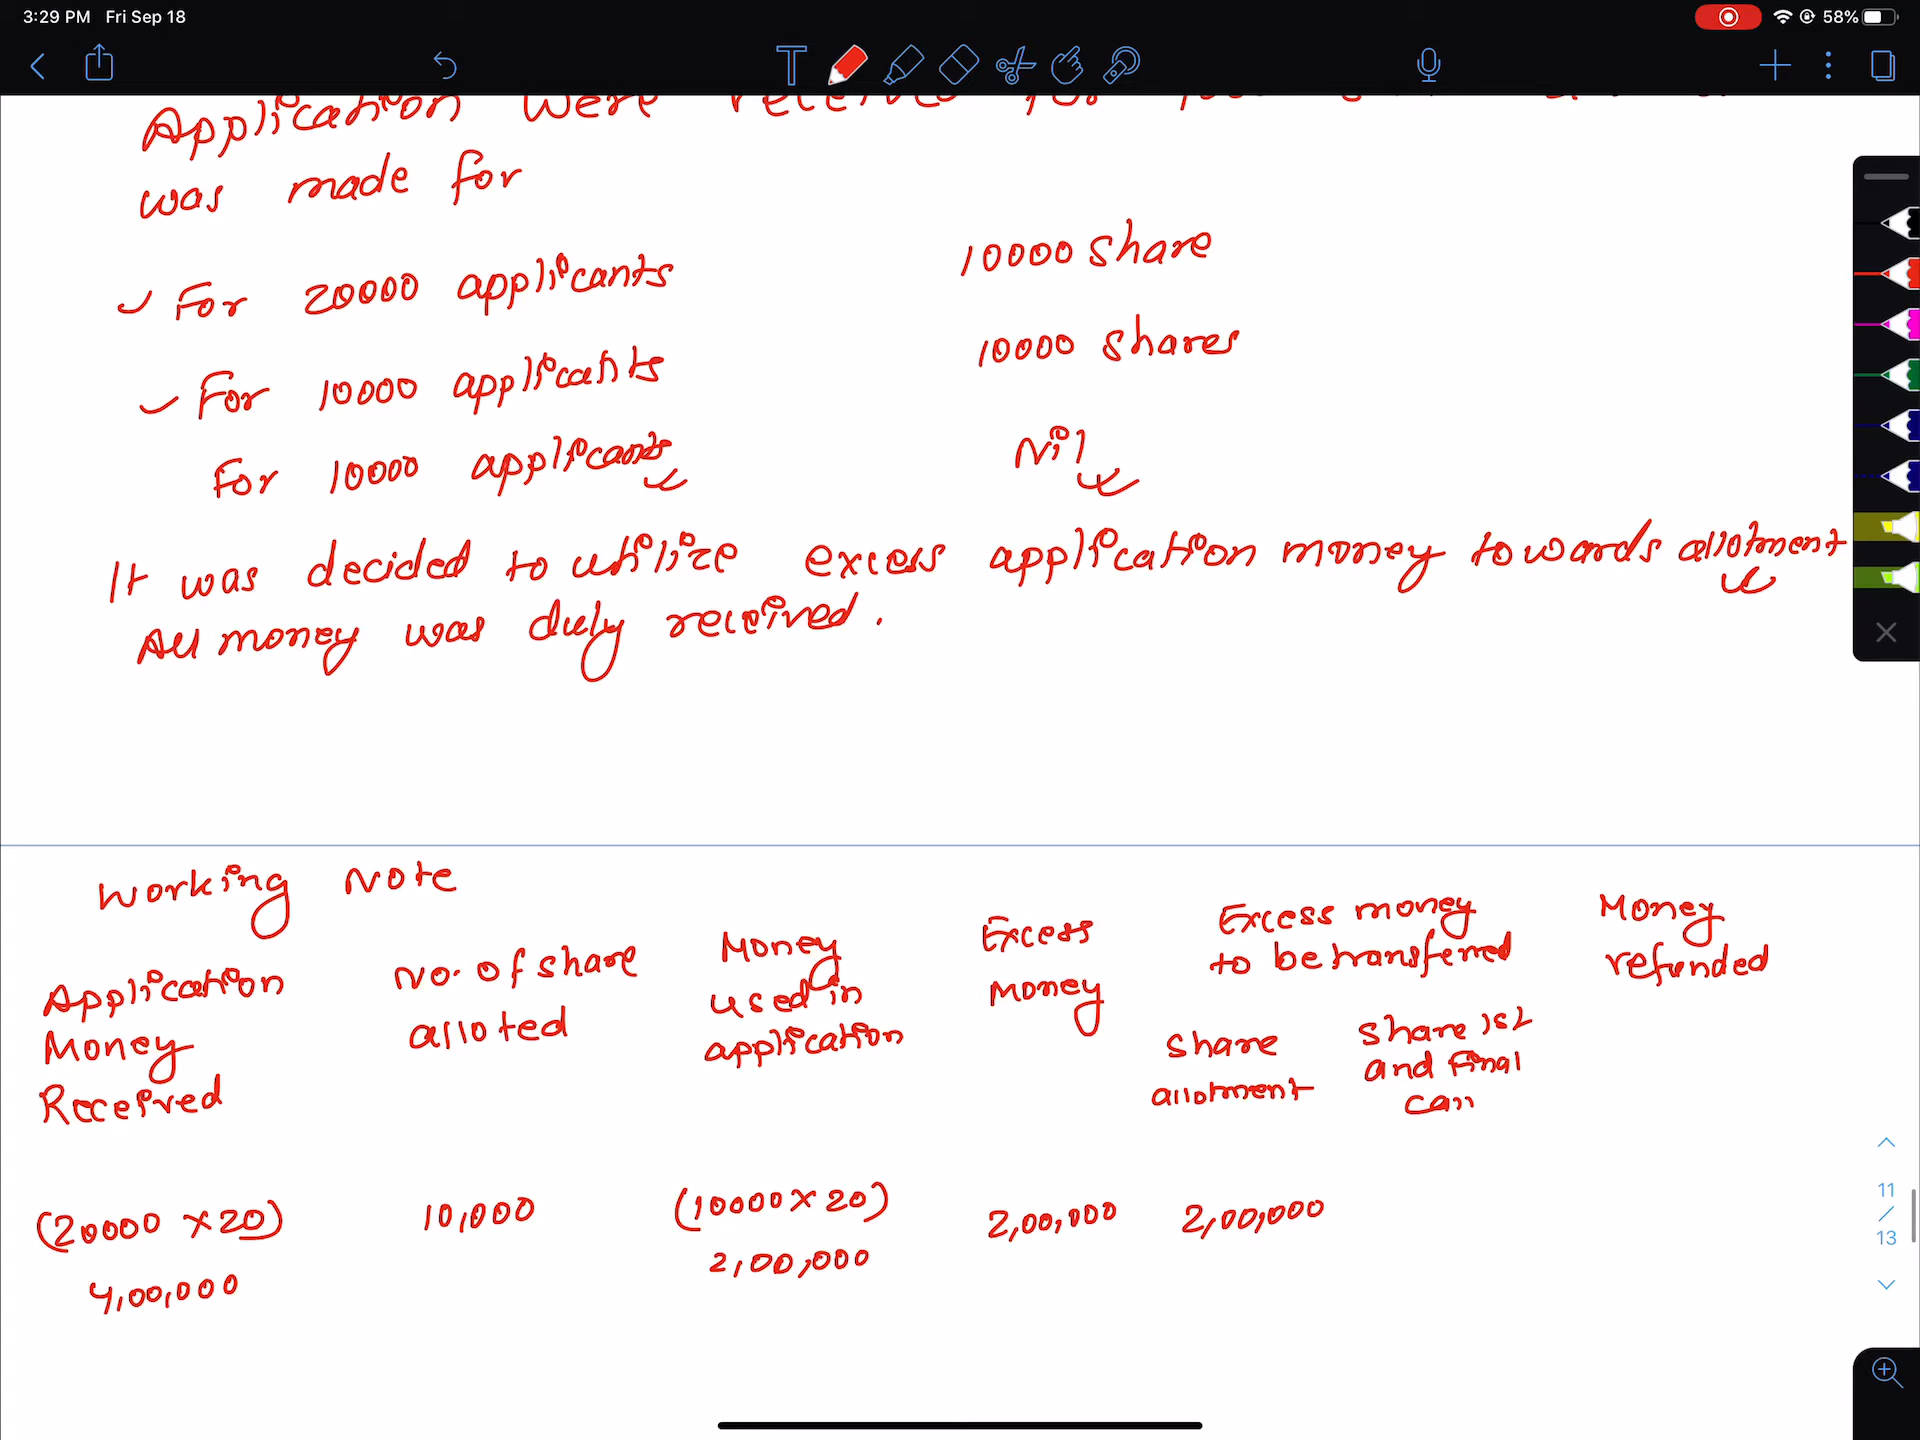 3:29 PM Fri Sep 18
58%
Application were received for
was made for
For 20000 applicants 10000 share
For 10000 applicants 10000 shares
For 10000 applicants Nil
It was decided to utilize excess application money towards allotment
All money was duly received.
Working Note
Application Money Received
No. of share alloted
Money used in application
Excess Money
Excess money to be transferred
Share allotment
Share 1st and final call
Money refunded
(20000 × 20) 10,000 (10000 × 20) 2,00,000 2,00,000
4,00,000 2,00,000
11
/
13